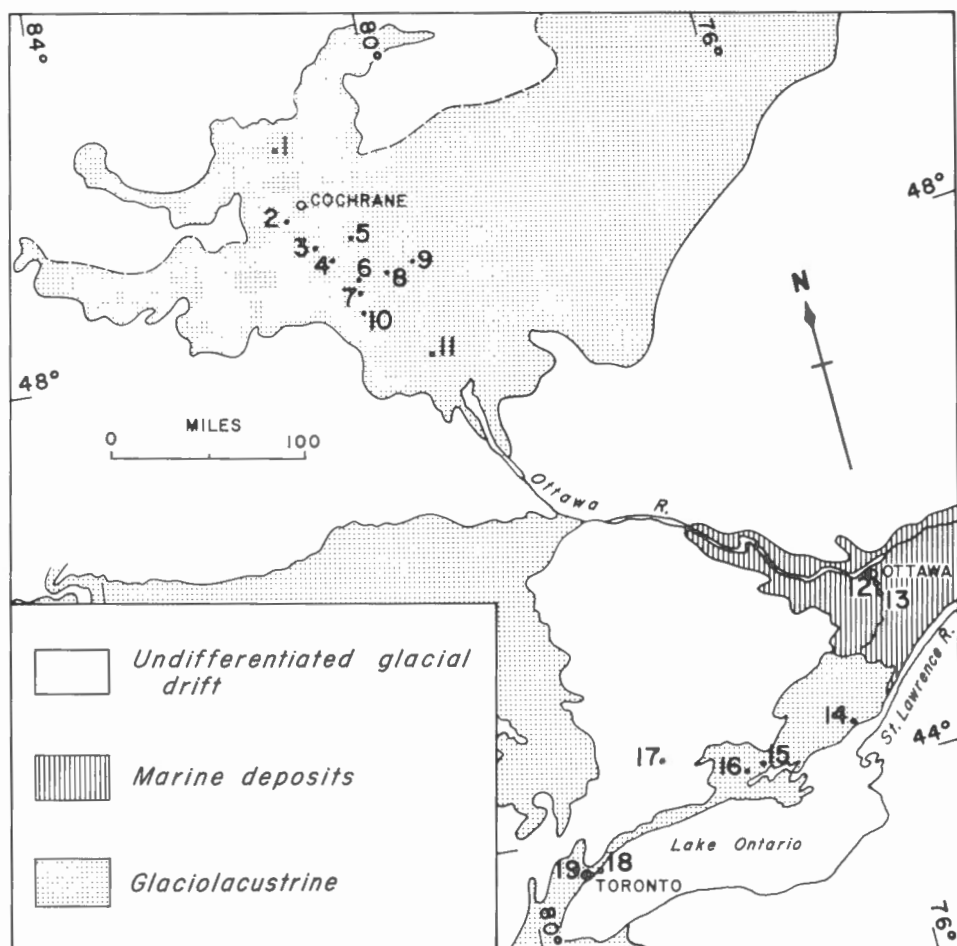 84°
80°
76°
48°
1
COCHRANE
2
5
3
4
9
6
8
7
10
11
N
48°
MILES
0 100
Ottawa R.
OTTAWA
12
13
St. Lawrence R.
14
44°
17
16
15
Lake Ontario
19
18
TORONTO
80°
76°
Undifferentiated glacial
drift
Marine deposits
Glaciolacustrine